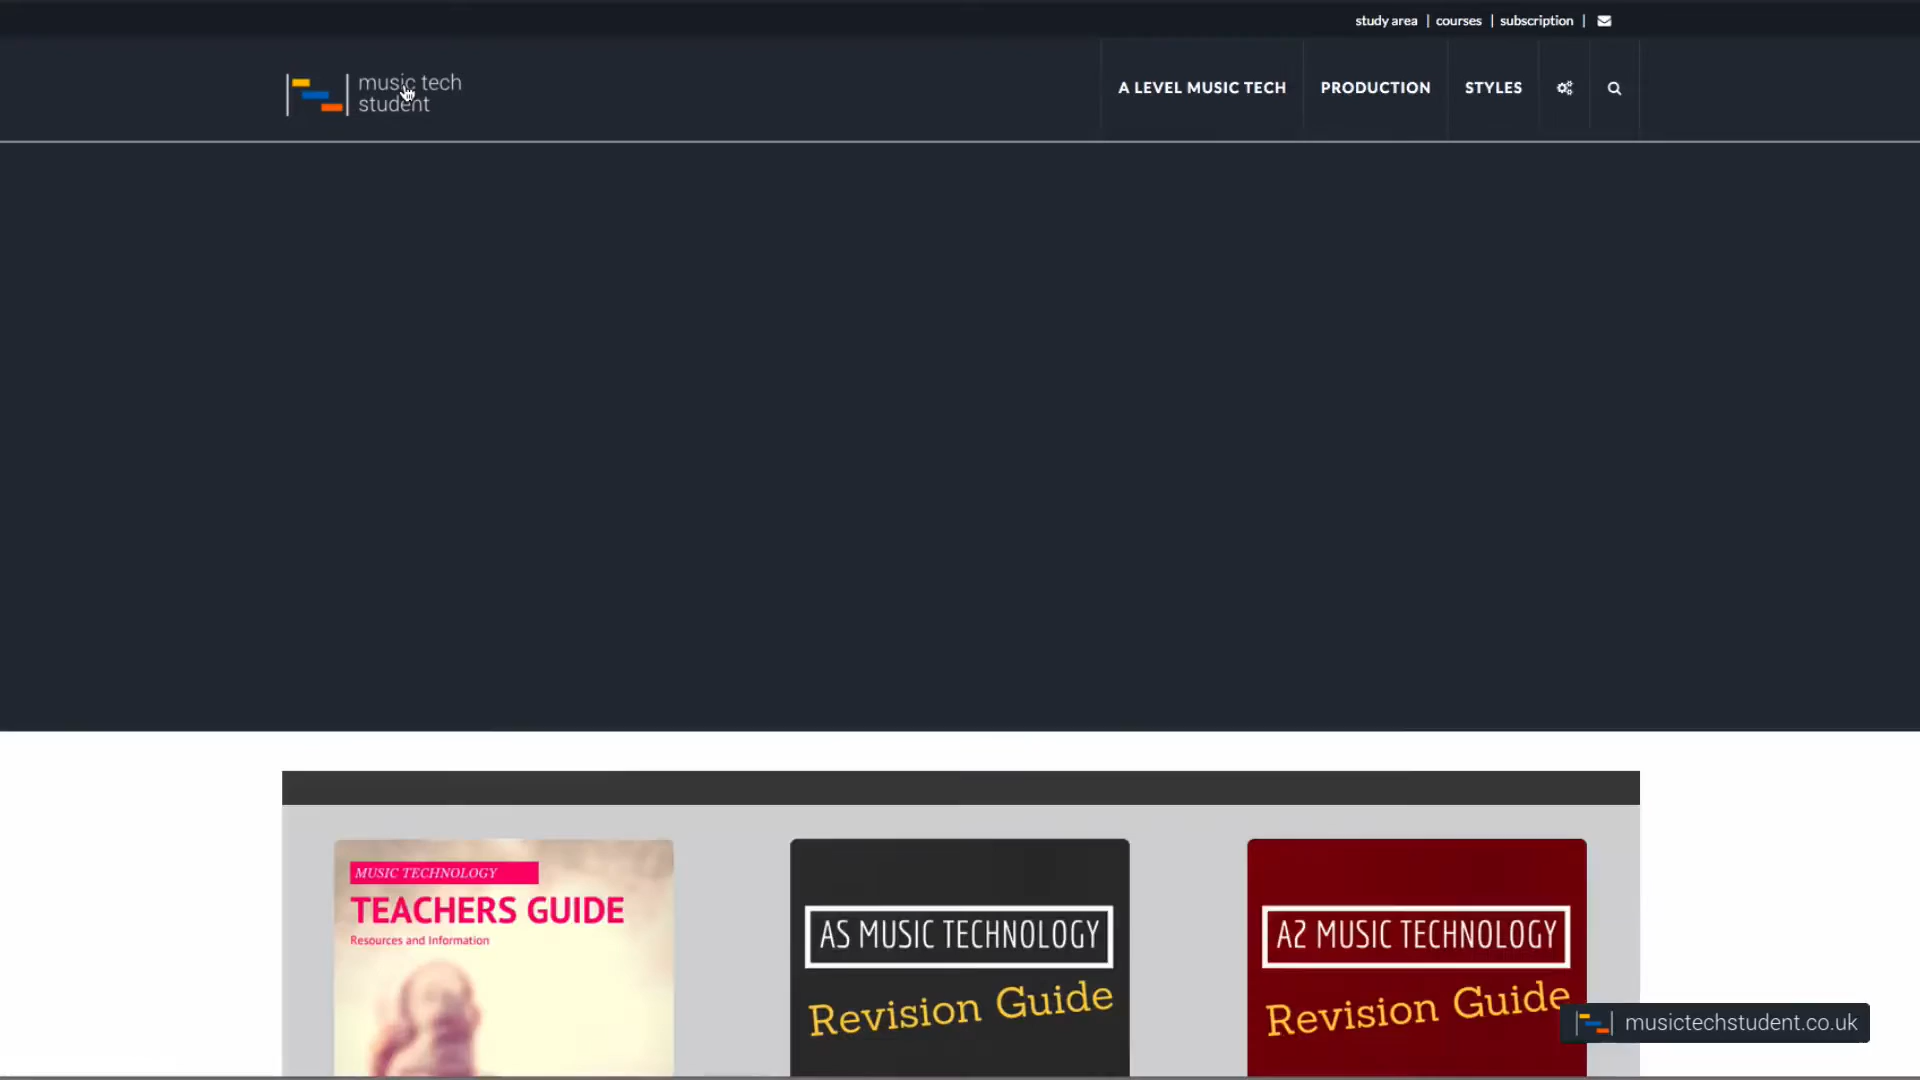 study area | courses | subscription |
music tech
student
A LEVEL MUSIC TECH
PRODUCTION
STYLES
MUSIC TECHNOLOGY
TEACHERS GUIDE
Resources and Information
AS MUSIC TECHNOLOGY
Revision Guide
A2 MUSIC TECHNOLOGY
Revision Guide
musictechstudent.co.uk